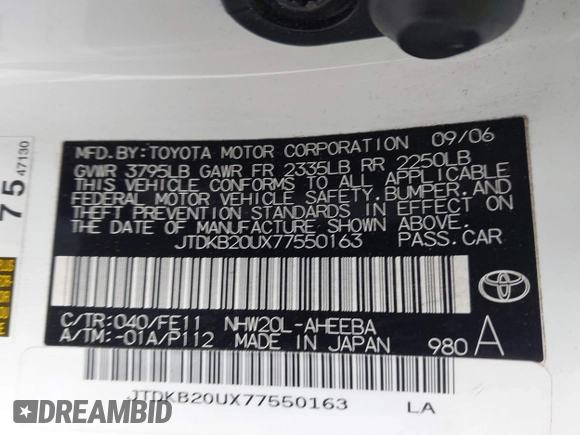 MFD.BY:TOYOTA MOTOR CORPORATION 09/06
GVWR 3795LB GAWR FR 2335LB RR 2250LB
THIS VEHICLE CONFORMS TO ALL APPLICABLE
FEDERAL MOTOR VEHICLE SAFETY,BUMPER,AND
THEFT PREVENTION STANDARDS IN EFFECT ON
THE DATE OF MANUFACTURE SHOWN ABOVE.
JTDKB20UX77550163 PASS.CAR
C/TR:040/FE11 NHW20L-AHEEBA
A/TM:-01A/P112 MADE IN JAPAN 980 A
TOYOTA
JTDKB20UX77550163 LA
75 47130
DREAMBID